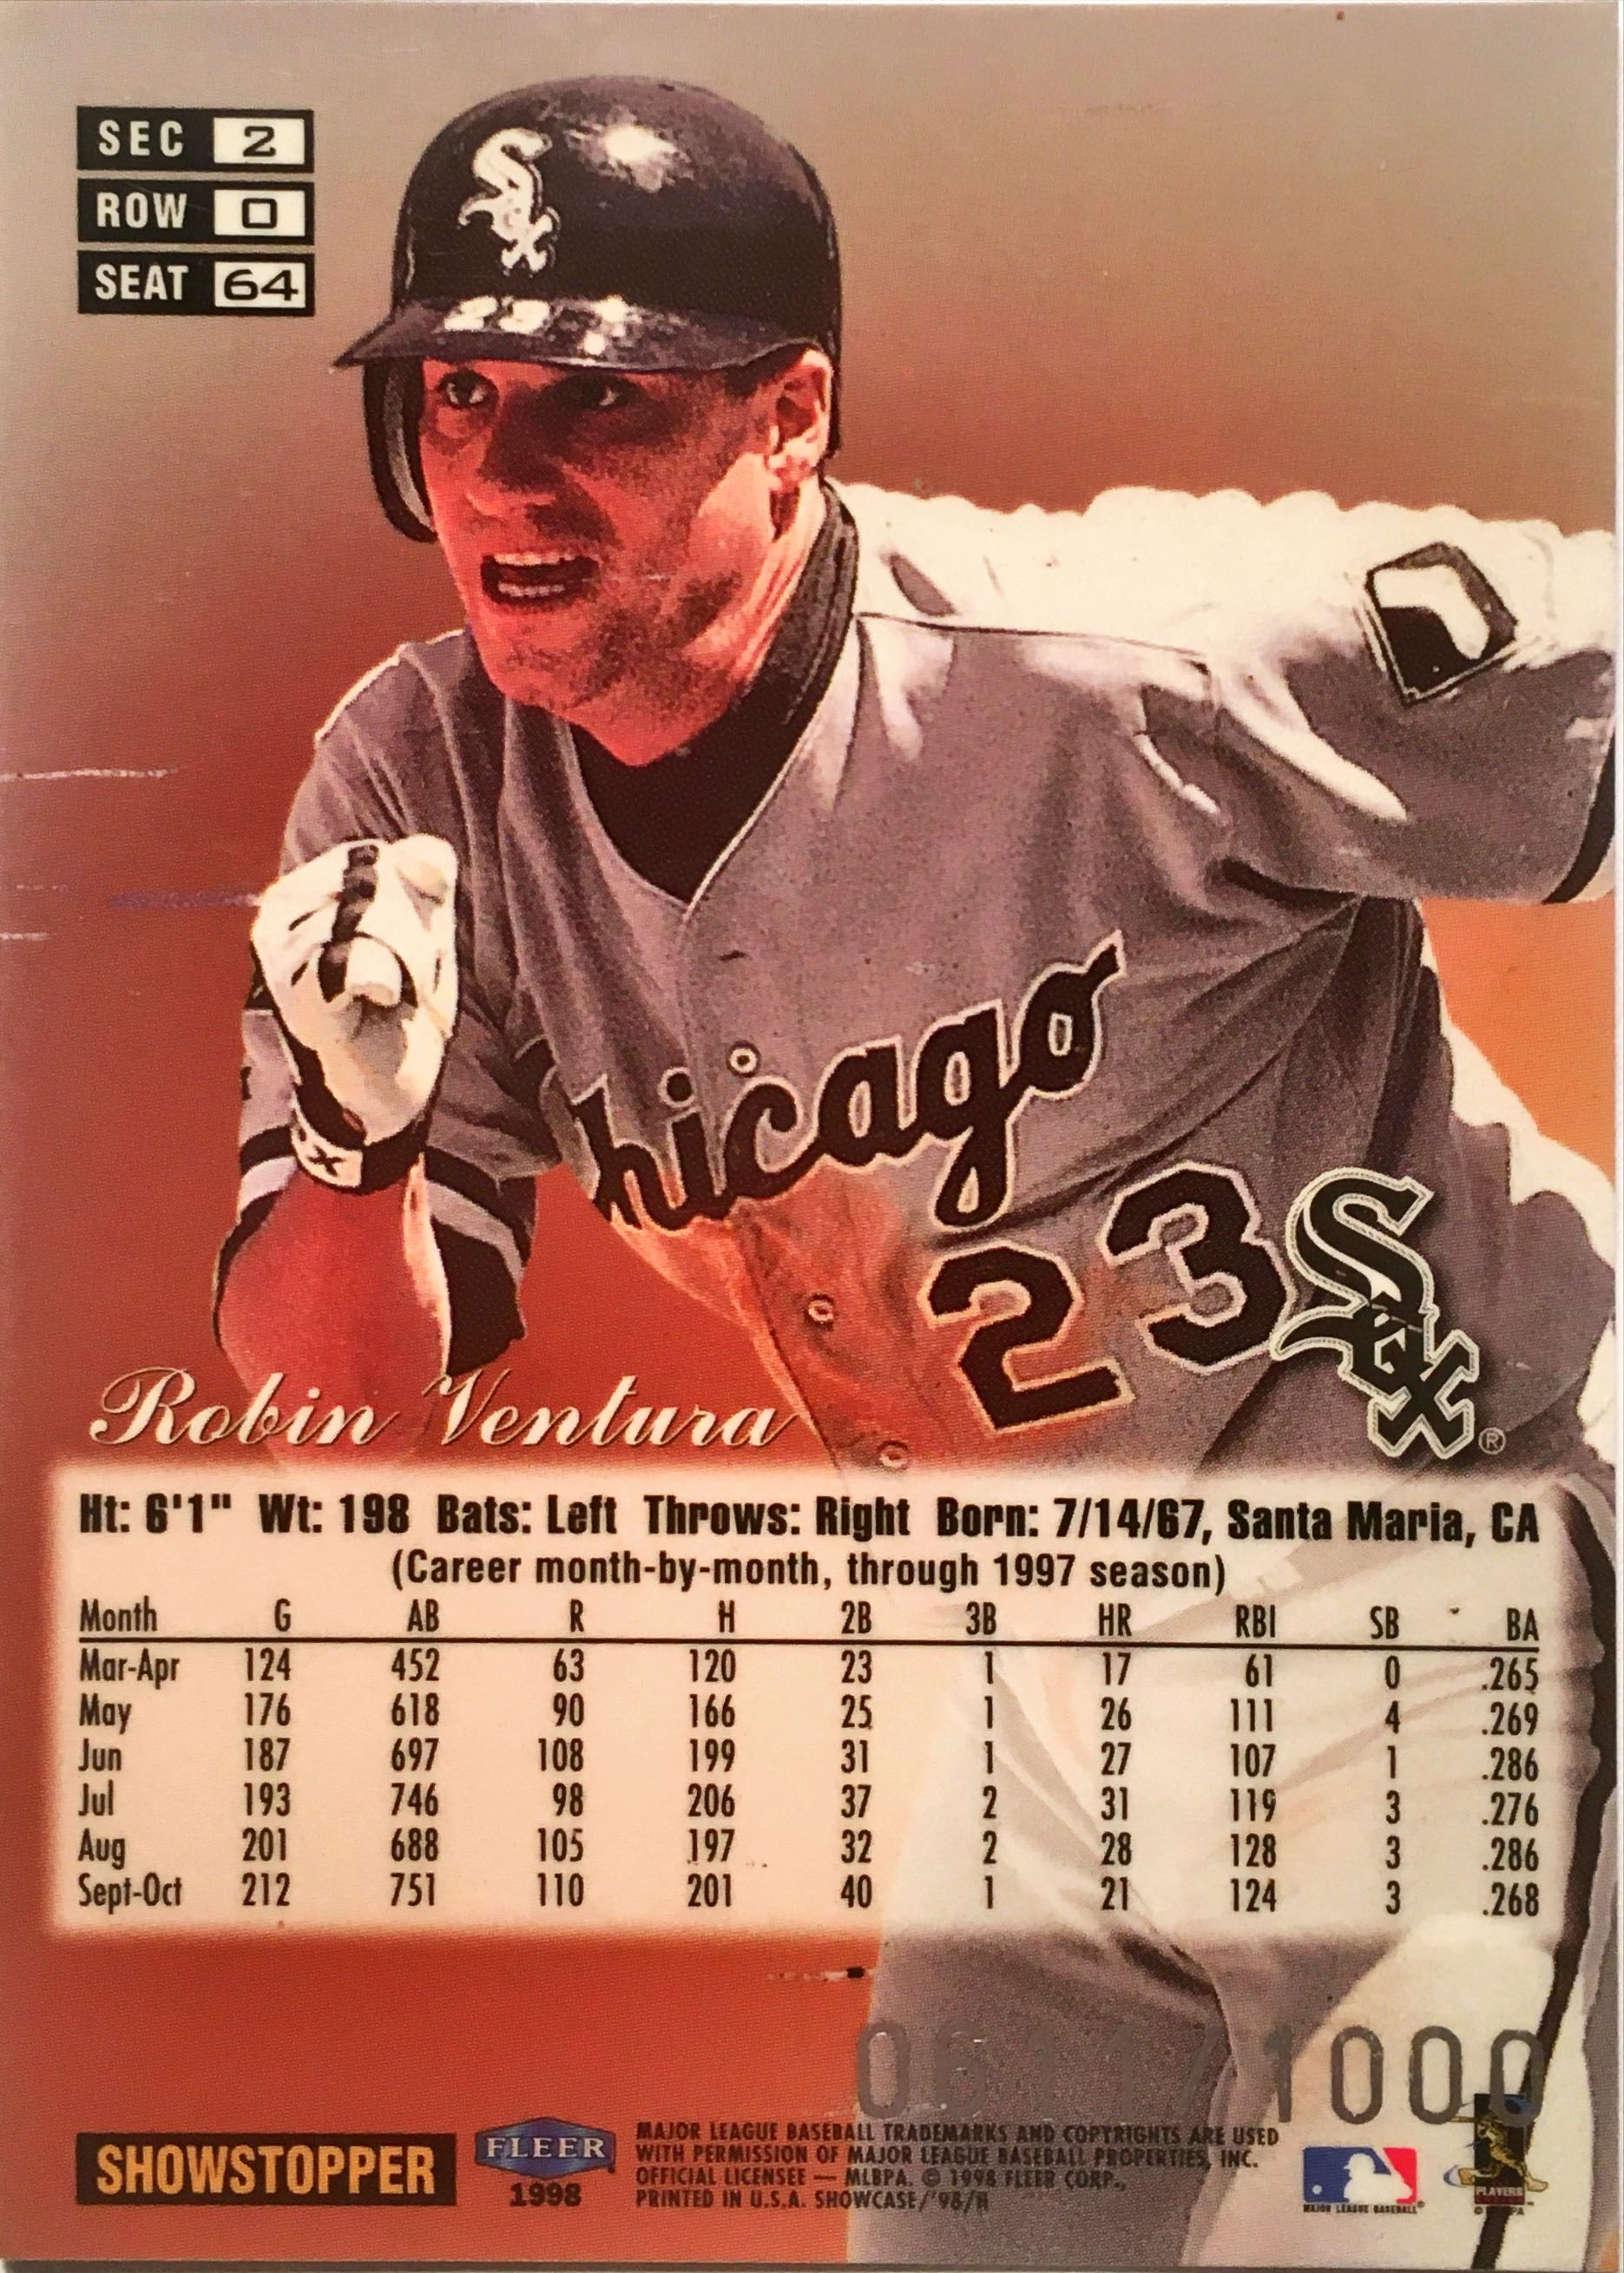 SEC 2
ROW 0
SEAT 64
Sox
23
Chicago
23
Sox ®
Robin Ventura
Ht: 6'1" Wt: 198 Bats: Left Throws: Right Born: 7/14/67, Santa Maria, CA
(Career month-by-month, through 1997 season)
Month G AB R H 2B 3B HR RBI SB BA
Mar-Apr 124 452 63 120 23 1 17 61 0 .265
May 176 618 90 166 25 1 26 111 4 .269
Jun 187 697 108 199 31 1 27 107 1 .286
Jul 193 746 98 206 37 2 31 119 3 .276
Aug 201 688 105 197 32 2 28 128 3 .286
Sept-Oct 212 751 110 201 40 1 21 124 3 .268
/1000
SHOWSTOPPER
FLEER
1998
MAJOR LEAGUE BASEBALL TRADEMARKS AND COPYRIGHTS ARE USED
WITH PERMISSION OF MAJOR LEAGUE BASEBALL PROPERTIES, INC.
OFFICIAL LICENSEE — MLBPA. © 1998 FLEER CORP.,
PRINTED IN U.S.A. SHOWCASE/'98/H
MAJOR LEAGUE BASEBALL
PLAYERS